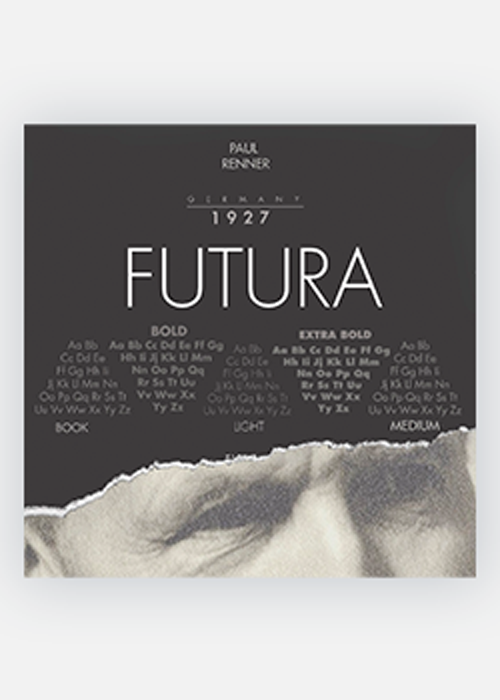 PAUL
RENNER
GERMANY
1927
FUTURA
BOLD
Aa Bb Cc Dd Ee Ff Gg
Hh Ii Jj Kk Ll Mm
Nn Oo Pp Qq
Rr Ss Tt Uu
Vv Ww Xx
Yy Zz
EXTRA BOLD
Aa Bb Cc Dd Ee Ff Gg
Hh Ii Jj Kk Ll Mm
Nn Oo Pp Qq
Rr Ss Tt Uu
Vv Ww Xx
Yy Zz
Aa Bb
Cc Dd Ee
Ff Gg Hh Ii
Jj Kk Ll Mm Nn
Oo Pp Qq Rr Ss Tt
Uu Vv Ww Xx Yy Zz
BOOK
Aa Bb
Cc Dd Ee
Ff Gg Hh Ii
Jj Kk Ll Mm Nn
Oo Pp Qq Rr Ss Tt
Uu Vv Ww Xx Yy Zz
LIGHT
Aa Bb
Cc Dd Ee
Ff Gg Hh Ii
Jj Kk Ll Mm Nn
Oo Pp Qq Rr Ss Tt
Uu Vv Ww Xx Yy Zz
MEDIUM